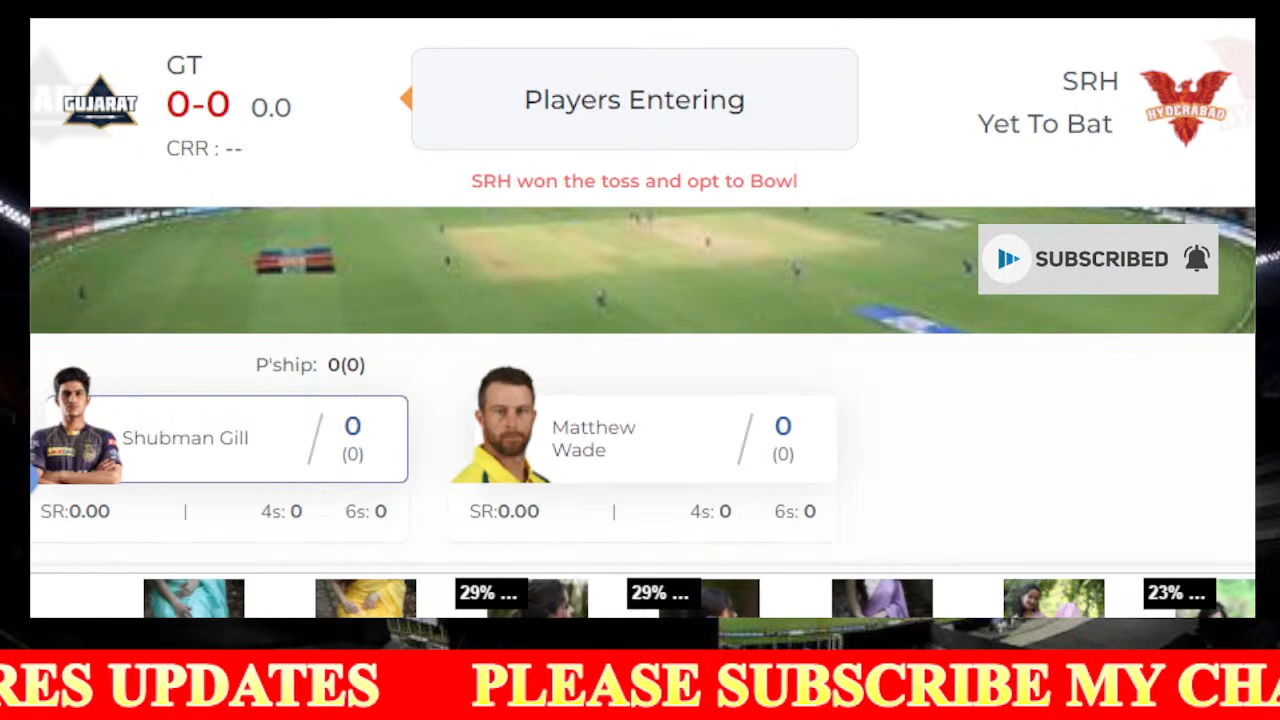 GT
0-0 0.0
CRR : --
GUJARAT
Players Entering
SRH
Yet To Bat
HYDERABAD
SRH won the toss and opt to Bowl
SUBSCRIBED
P'ship: 0(0)
Shubman Gill
0
(0)
SR:0.00 | 4s: 0 6s: 0
Matthew
Wade
0
(0)
SR:0.00 | 4s: 0 6s: 0
29% ...
29% ...
23% ...
RES UPDATES PLEASE SUBSCRIBE MY CHA